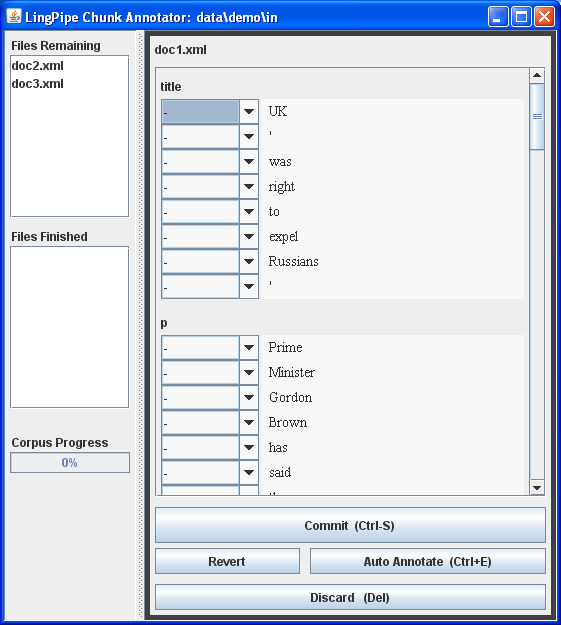 LingPipe Chunk Annotator: data\demo\in
Files Remaining
doc2.xml
doc3.xml
Files Finished
Corpus Progress
0%
doc1.xml
title
- UK
- '
- was
- right
- to
- expel
- Russians
- '
p
- Prime
- Minister
- Gordon
- Brown
- has
- said
Commit (Ctrl-S)
Revert Auto Annotate (Ctrl+E)
Discard (Del)